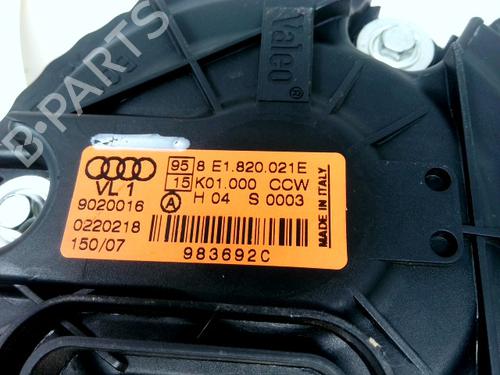 Valeo
®
95 8 E1.820.021E
15 K01.000 CCW
VL 1
9020016 A H 04 S 0003
0220218
150/07
983692C
MADE IN ITALY
B-PARTS